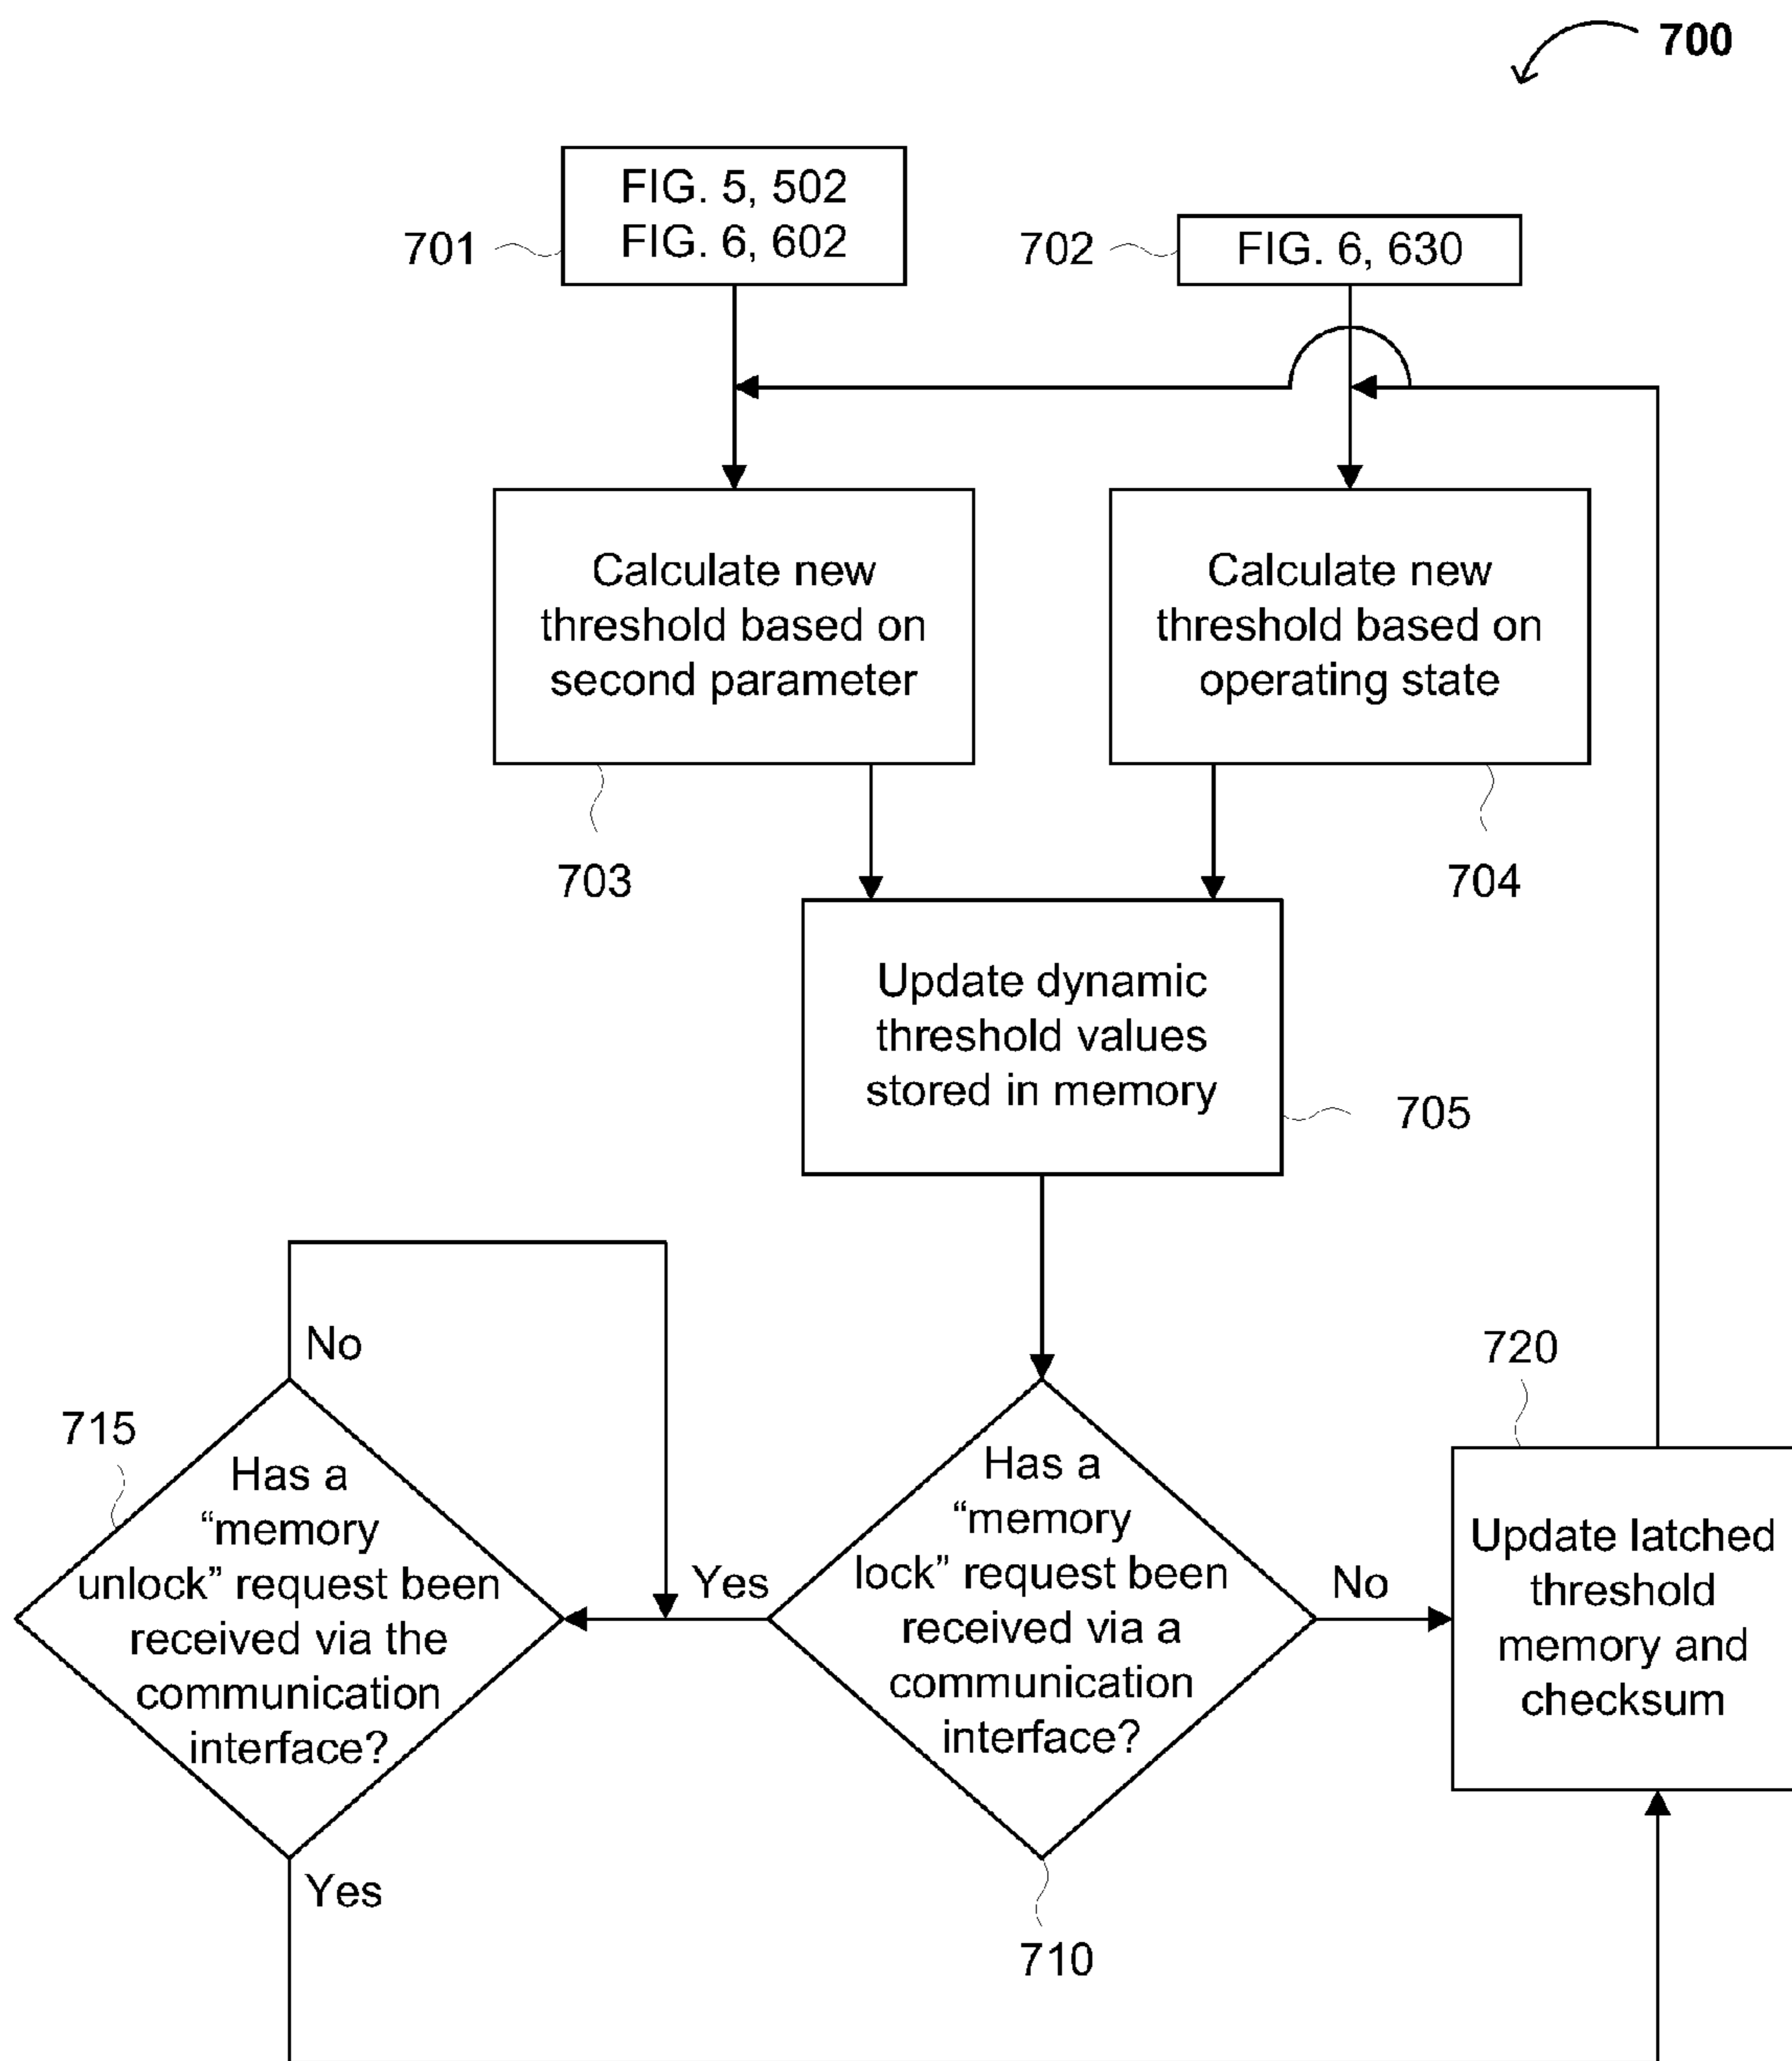 700
FIG. 5, 502
FIG. 6, 602
701
702
FIG. 6, 630
Calculate new
threshold based on
second parameter
Calculate new
threshold based on
operating state
703
704
Update dynamic
threshold values
stored in memory
705
No
720
715
Has a
“memory
unlock” request been
received via the
communication
interface?
Yes
Has a
“memory
lock” request been
received via a
communication
interface?
No
Update latched
threshold
memory and
checksum
Yes
710